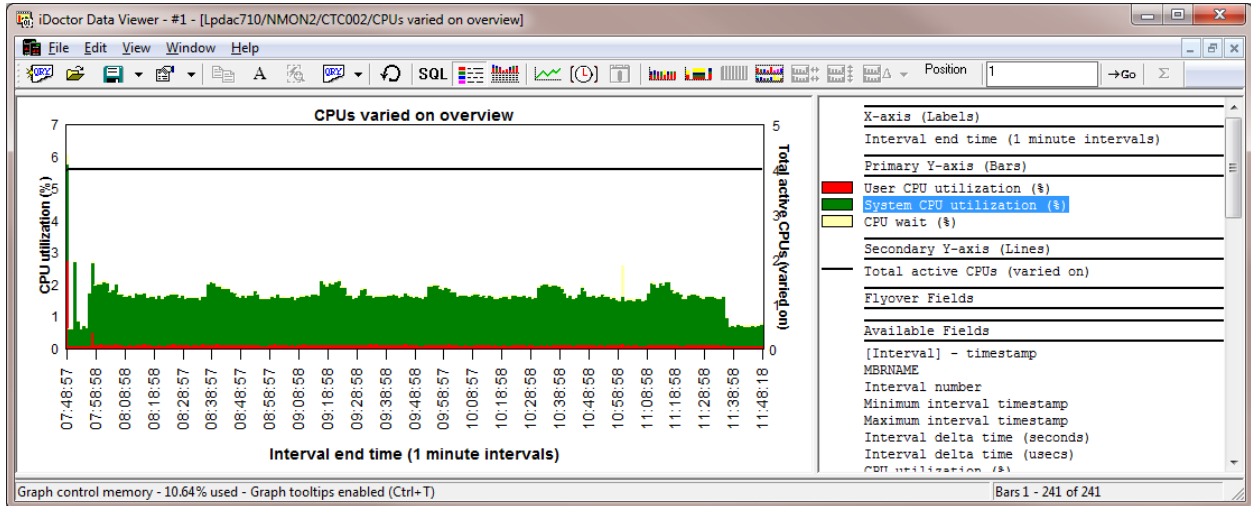 iDoctor Data Viewer - #1 - [Lpdac710/NMON2/CTC002/CPUs varied on overview]
File Edit View Window Help
QRY A QRY SQL Position 1 →Go Σ
CPUs varied on overview
7
6
5
4
3
2
1
0
CPU utilization (%)
5
4
3
2
1
0
Total active CPUs (varied on)
07:48:57
07:58:58
08:08:58
08:18:58
08:28:57
08:38:57
08:48:57
08:58:57
09:08:58
09:18:58
09:28:58
09:38:58
09:48:58
09:58:58
10:08:57
10:18:58
10:28:58
10:38:58
10:48:58
10:58:58
11:08:58
11:18:58
11:28:58
11:38:58
11:48:18
Interval end time (1 minute intervals)
X-axis (Labels)
Interval end time (1 minute intervals)
Primary Y-axis (Bars)
User CPU utilization (%)
System CPU utilization (%)
CPU wait (%)
Secondary Y-axis (Lines)
Total active CPUs (varied on)
Flyover Fields
Available Fields
[Interval] - timestamp
MBRNAME
Interval number
Minimum interval timestamp
Maximum interval timestamp
Interval delta time (seconds)
Interval delta time (usecs)
CPU utilization (%)
Graph control memory - 10.64% used - Graph tooltips enabled (Ctrl+T)
Bars 1 - 241 of 241